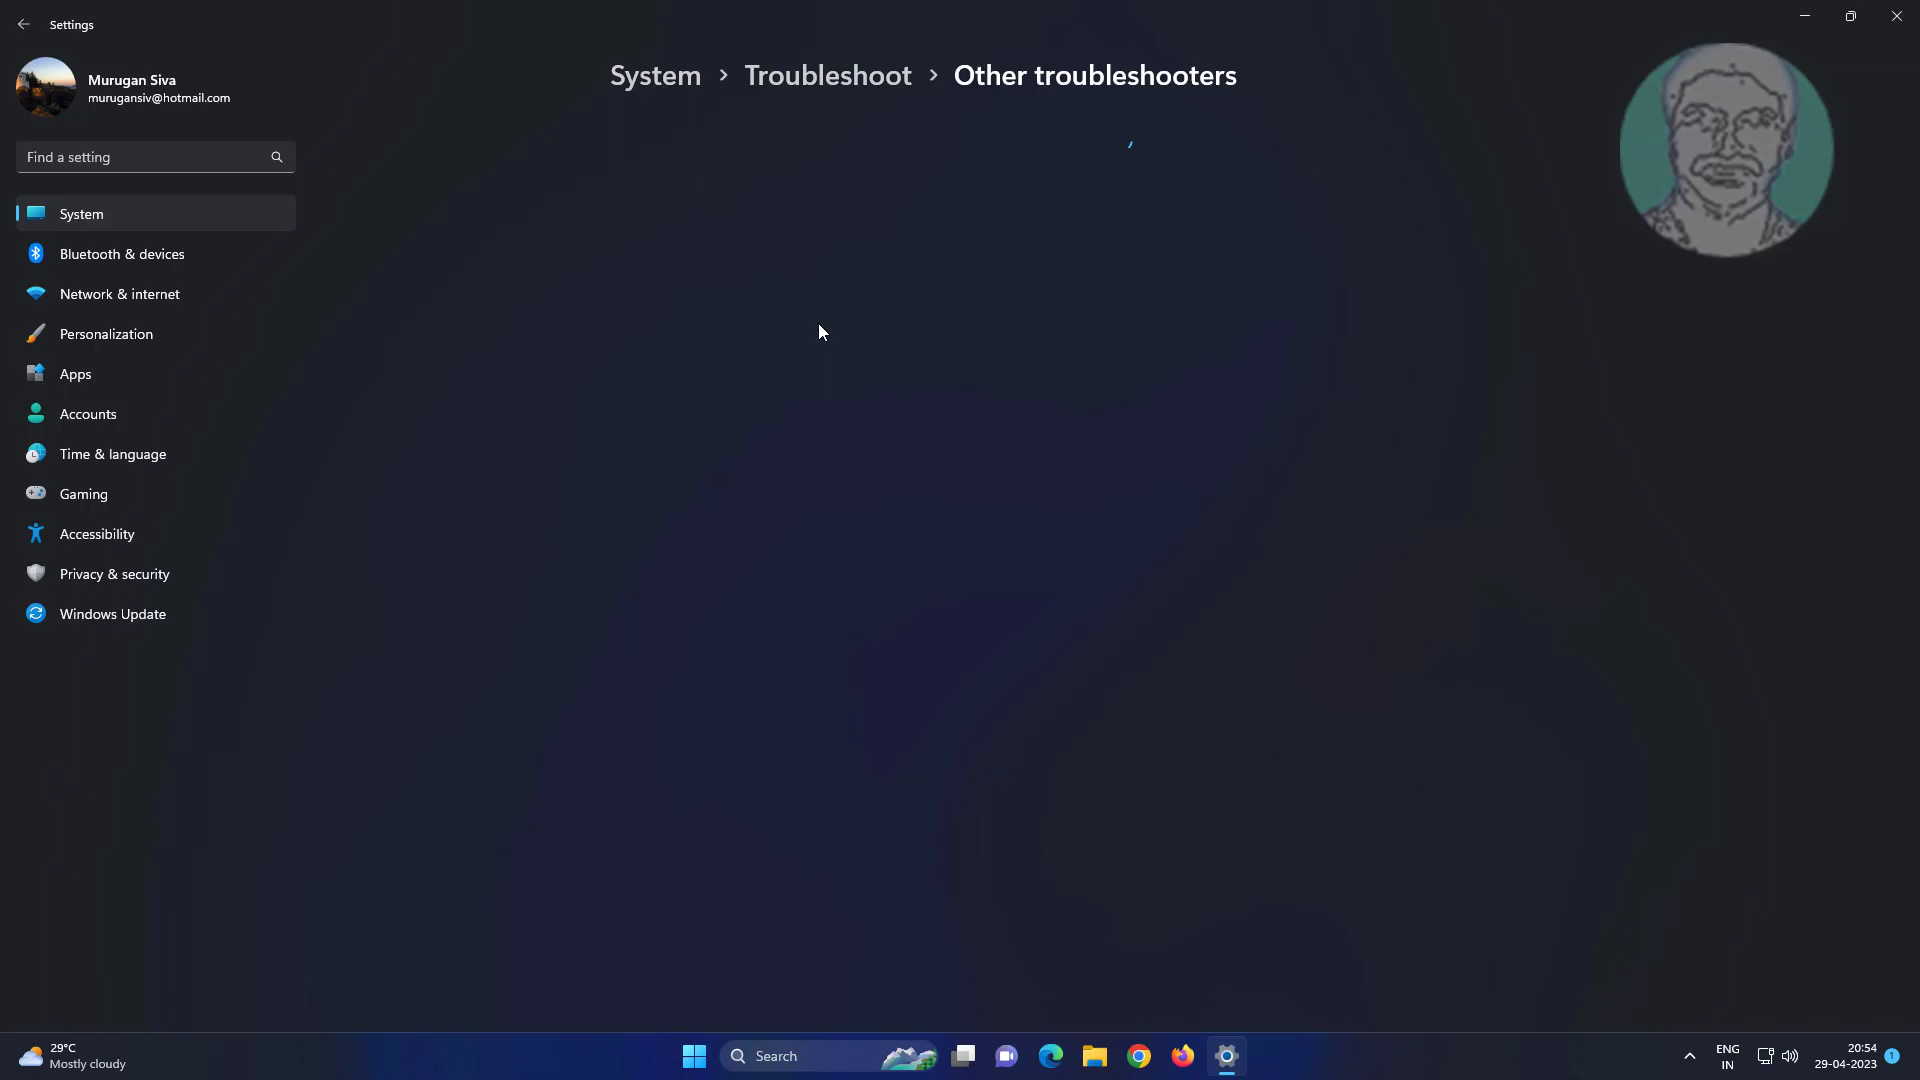 Settings
Murugan Siva
murugansiv@hotmail.com
System > Troubleshoot > Other troubleshooters
Find a setting
System
Bluetooth & devices
Network & internet
Personalization
Apps
Accounts
Time & language
Gaming
Accessibility
Privacy & security
Windows Update
29°C
Mostly cloudy
Search
ENG
IN
20:54
29-04-2023
1